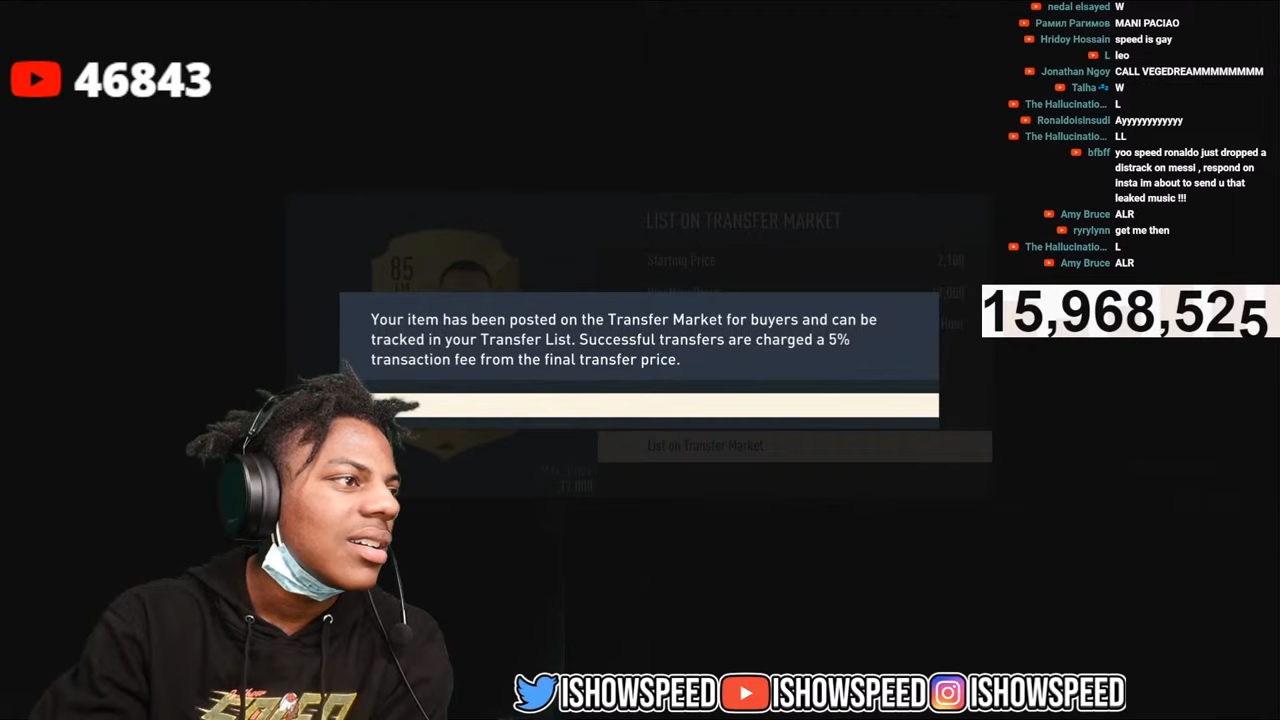 46843
nedal elsayed W
Рамил Рагимов MANI PACIAO
Hridoy Hossain speed is gay
L leo
Jonathan Ngoy CALL VEGEDREAMMMMMMMM
Talha W
The Hallucinatio... L
Ronaldoisinsudi Ayyyyyyyyyyyy
The Hallucinatio... LL
bfbff yoo speed ronaldo just dropped a
distrack on messi , respond on
insta im about to send u that
leaked music !!!
Amy Bruce ALR
ryrylynn get me then
The Hallucinatio... L
Amy Bruce ALR
15,968,525
LIST ON TRANSFER MARKET
85
Starting Price 2,100
Hour
Your item has been posted on the Transfer Market for buyers and can be
tracked in your Transfer List. Successful transfers are charged a 5%
transaction fee from the final transfer price.
List on Transfer Market
ISHOWSPEED ISHOWSPEED ISHOWSPEED